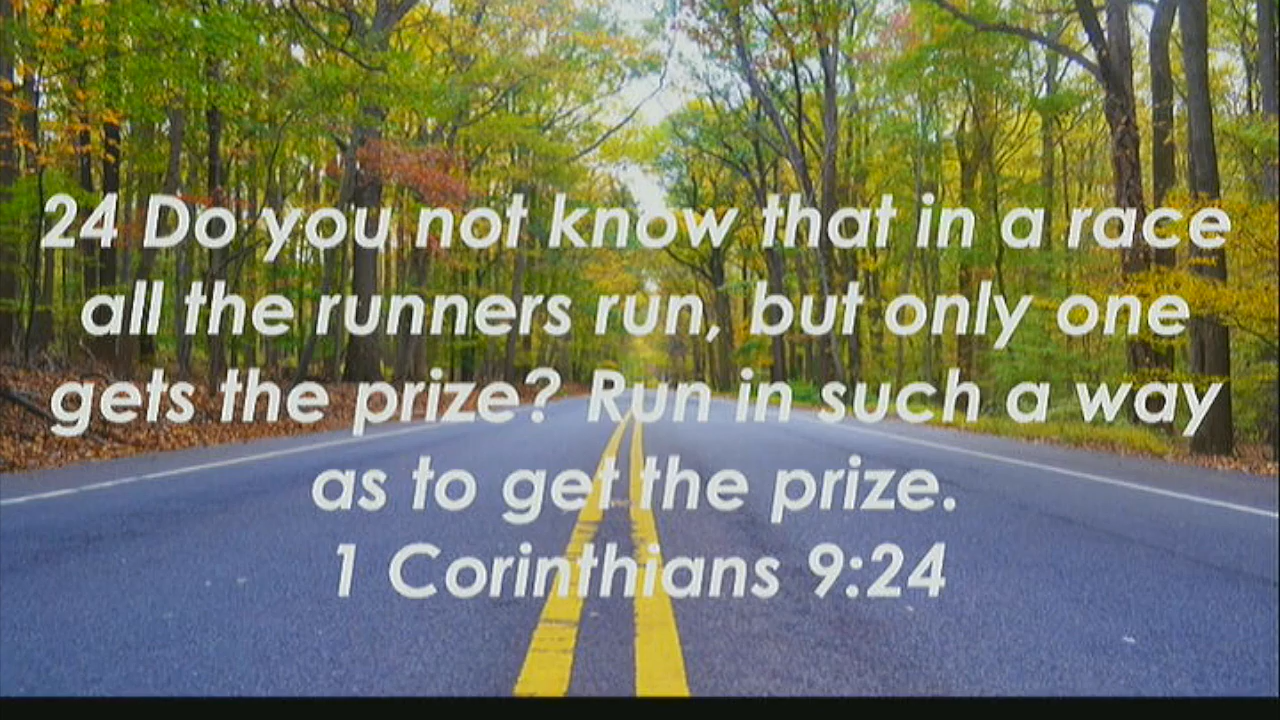 24 Do you not know that in a race
all the runners run, but only one
gets the prize? Run in such a way
as to get the prize.
1 Corinthians 9:24